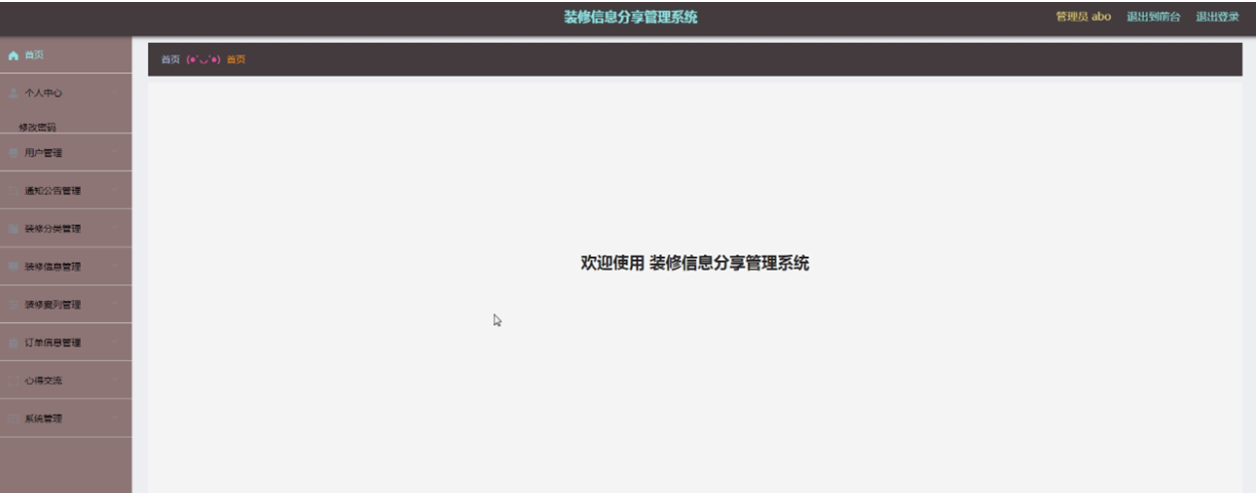 装修信息分享管理系统
管理员 abo 退出到前台 退出登录
首页
首页 (●'◡'●) 首页
个人中心
修改密码
用户管理
通知公告管理
装修分类管理
欢迎使用 装修信息分享管理系统
装修信息管理
装修案列管理
订单信息管理
心得交流
系统管理